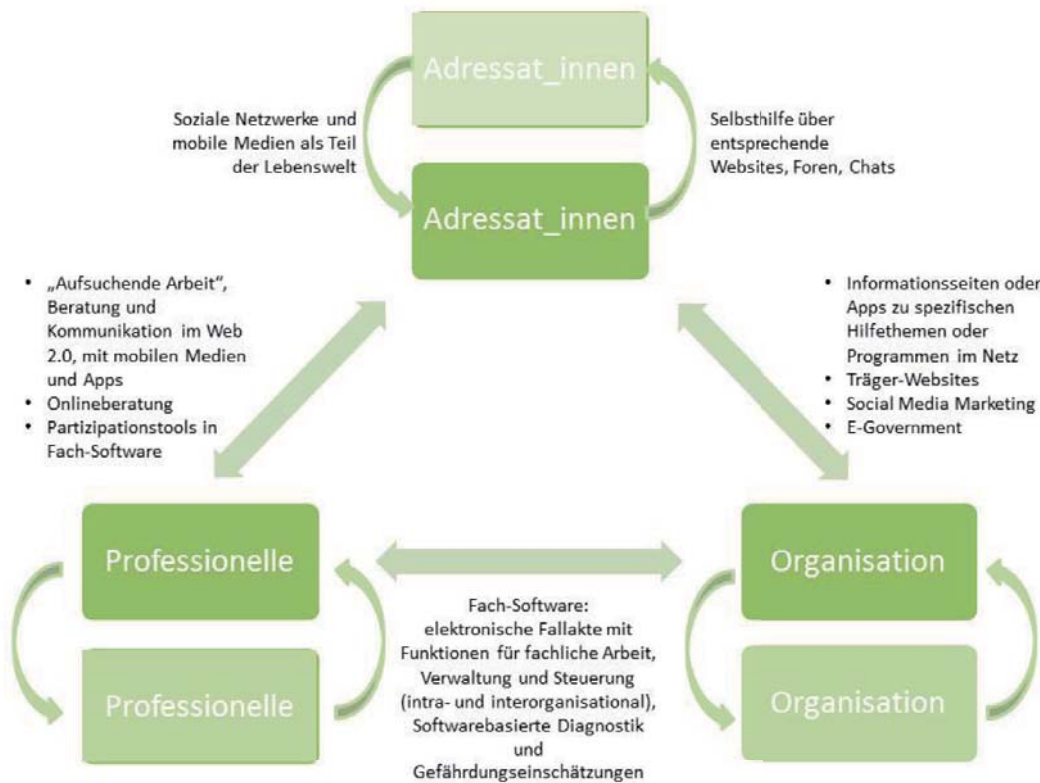 Adressat_innen
Soziale Netzwerke und
mobile Medien als Teil
der Lebenswelt
Selbsthilfe über
entsprechende
Websites, Foren, Chats
Adressat_innen
• „Aufsuchende Arbeit“,
Beratung und
Kommunikation im Web
2.0, mit mobilen Medien
und Apps
• Onlineberatung
• Partizipationstools in
Fach-Software
• Informationsseiten oder
Apps zu spezifischen
Hilfethemen oder
Programmen im Netz
• Träger-Websites
• Social Media Marketing
• E-Government
Professionelle
Organisation
Fach-Software:
elektronische Fallakte mit
Funktionen für fachliche Arbeit,
Verwaltung und Steuerung
(intra- und interorganisational),
Softwarebasierte Diagnostik
und
Gefährdungseinschätzungen
Professionelle
Organisation